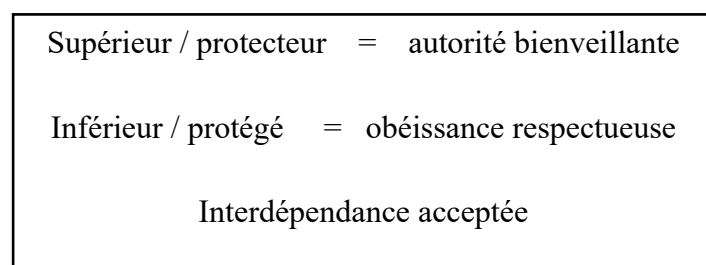 Supérieur / protecteur = autorité bienveillante
Inférieur / protégé = obéissance respectueuse
Interdépendance acceptée